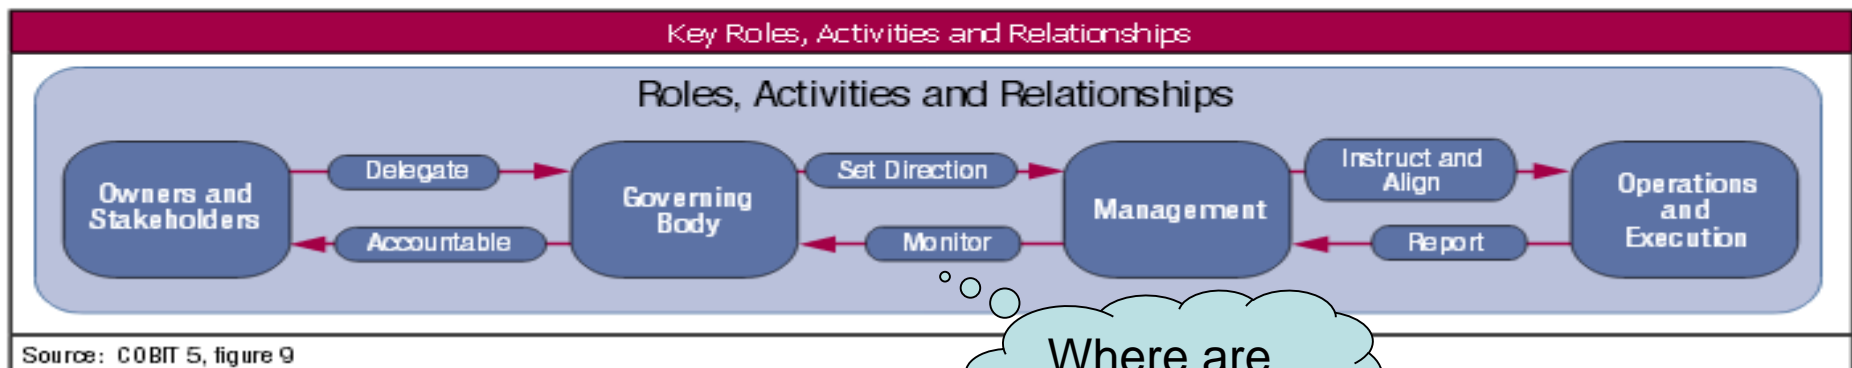 Key Roles, Activities and Relationships
Roles, Activities and Relationships
Owners and
Stakeholders
Delegate
Accountable
Governing
Body
Set Direction
Monitor
Management
Instruct and
Align
Report
Operations
and
Execution
Where are
Source: COBIT 5, figure 9